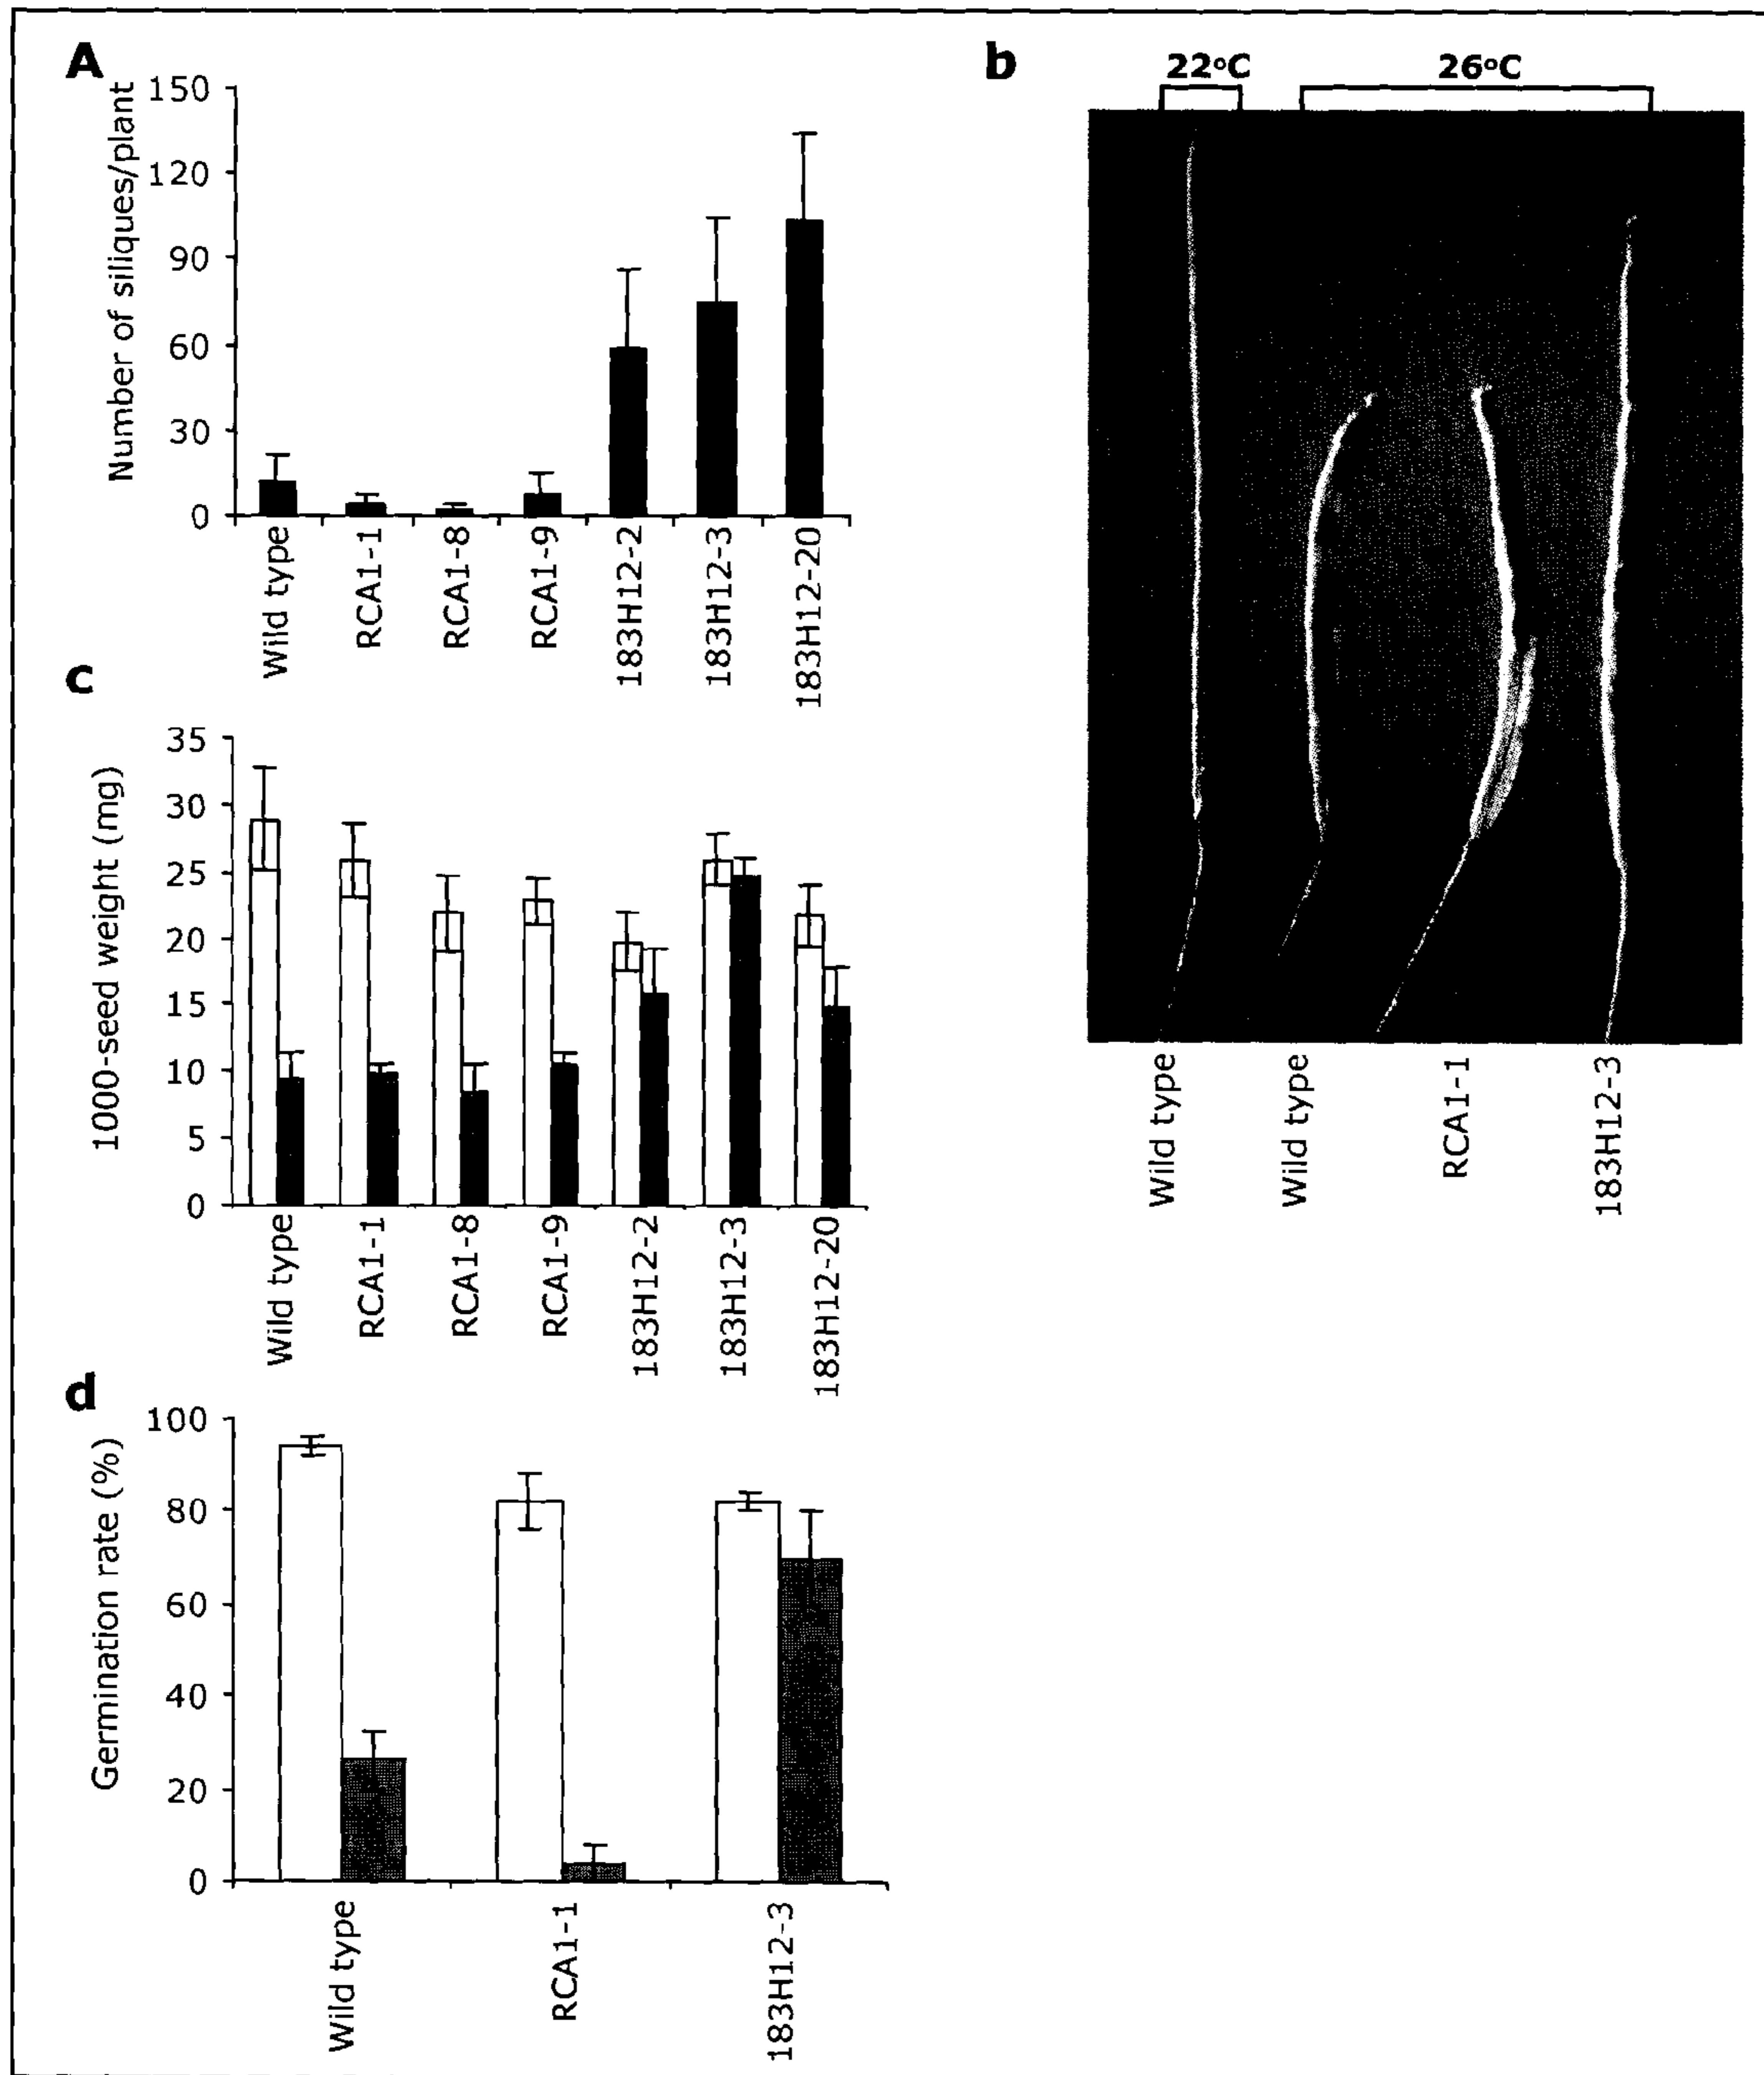 A
150
120
90
60
30
0
Number of siliques/plant
Wild type
RCA1-1
RCA1-8
RCA1-9
183H12-2
183H12-3
183H12-20
b
22°C
26°C
Wild type
Wild type
RCA1-1
183H12-3
c
35
30
25
20
15
10
5
0
1000-seed weight (mg)
Wild type
RCA1-1
RCA1-8
RCA1-9
183H12-2
183H12-3
183H12-20
d
100
80
60
40
20
0
Germination rate (%)
Wild type
RCA1-1
183H12-3